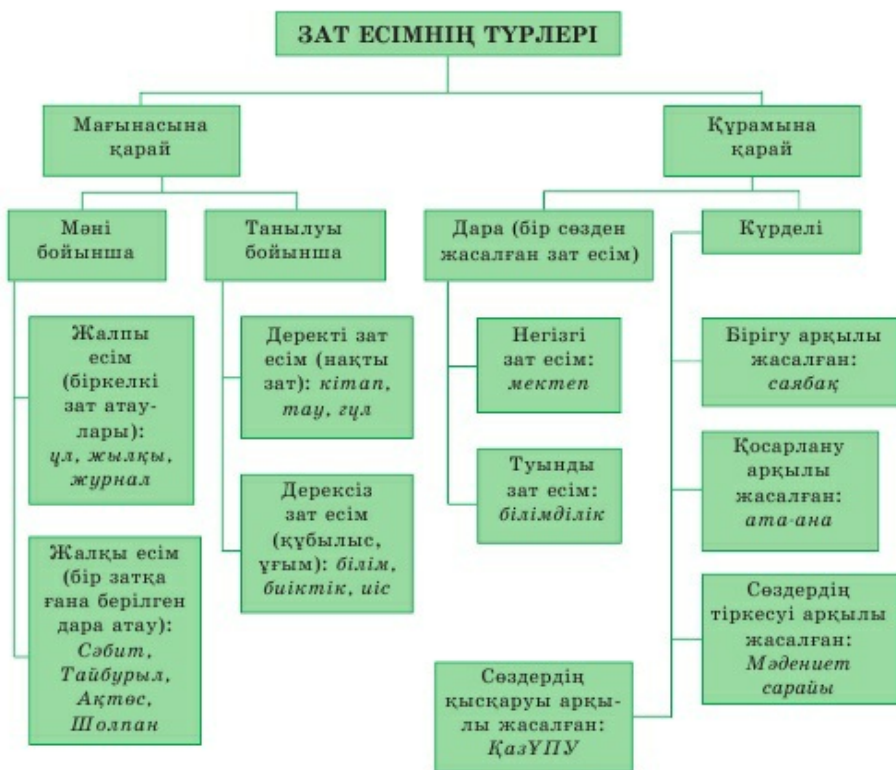 ЗАТ ЕСІМНІҢ ТҮРЛЕРІ
Мағынасына
қарай
Құрамына
қарай
Мәні
бойынша
Танылуы
бойынша
Дара (бір сөзден
жасалған зат есім)
Күрделі
Жалпы
есім
(біркелкі
зат атау-
лары):
ұл, жылқы,
журнал
Жалқы есім
(бір затқа
ғана берілген
дара атау):
Сәбит,
Тайбурыл,
Ақтөс,
Шолпан
Деректі зат
есім (нақты
зат): кітап,
тау, гүл
Дерексіз
зат есім
(құбылыс,
ұғым): білім,
биіктік, иіс
Негізгі
зат есім:
мектеп
Туынды
зат есім:
білімділік
Бірігу арқылы
жасалған:
саябақ
Қосарлану
арқылы
жасалған:
ата-ана
Сөздердің
тіркесуі арқылы
жасалған:
Мәдениет
сарайы
Сөздердің
қысқаруы арқы-
лы жасалған:
ҚазҰПУ